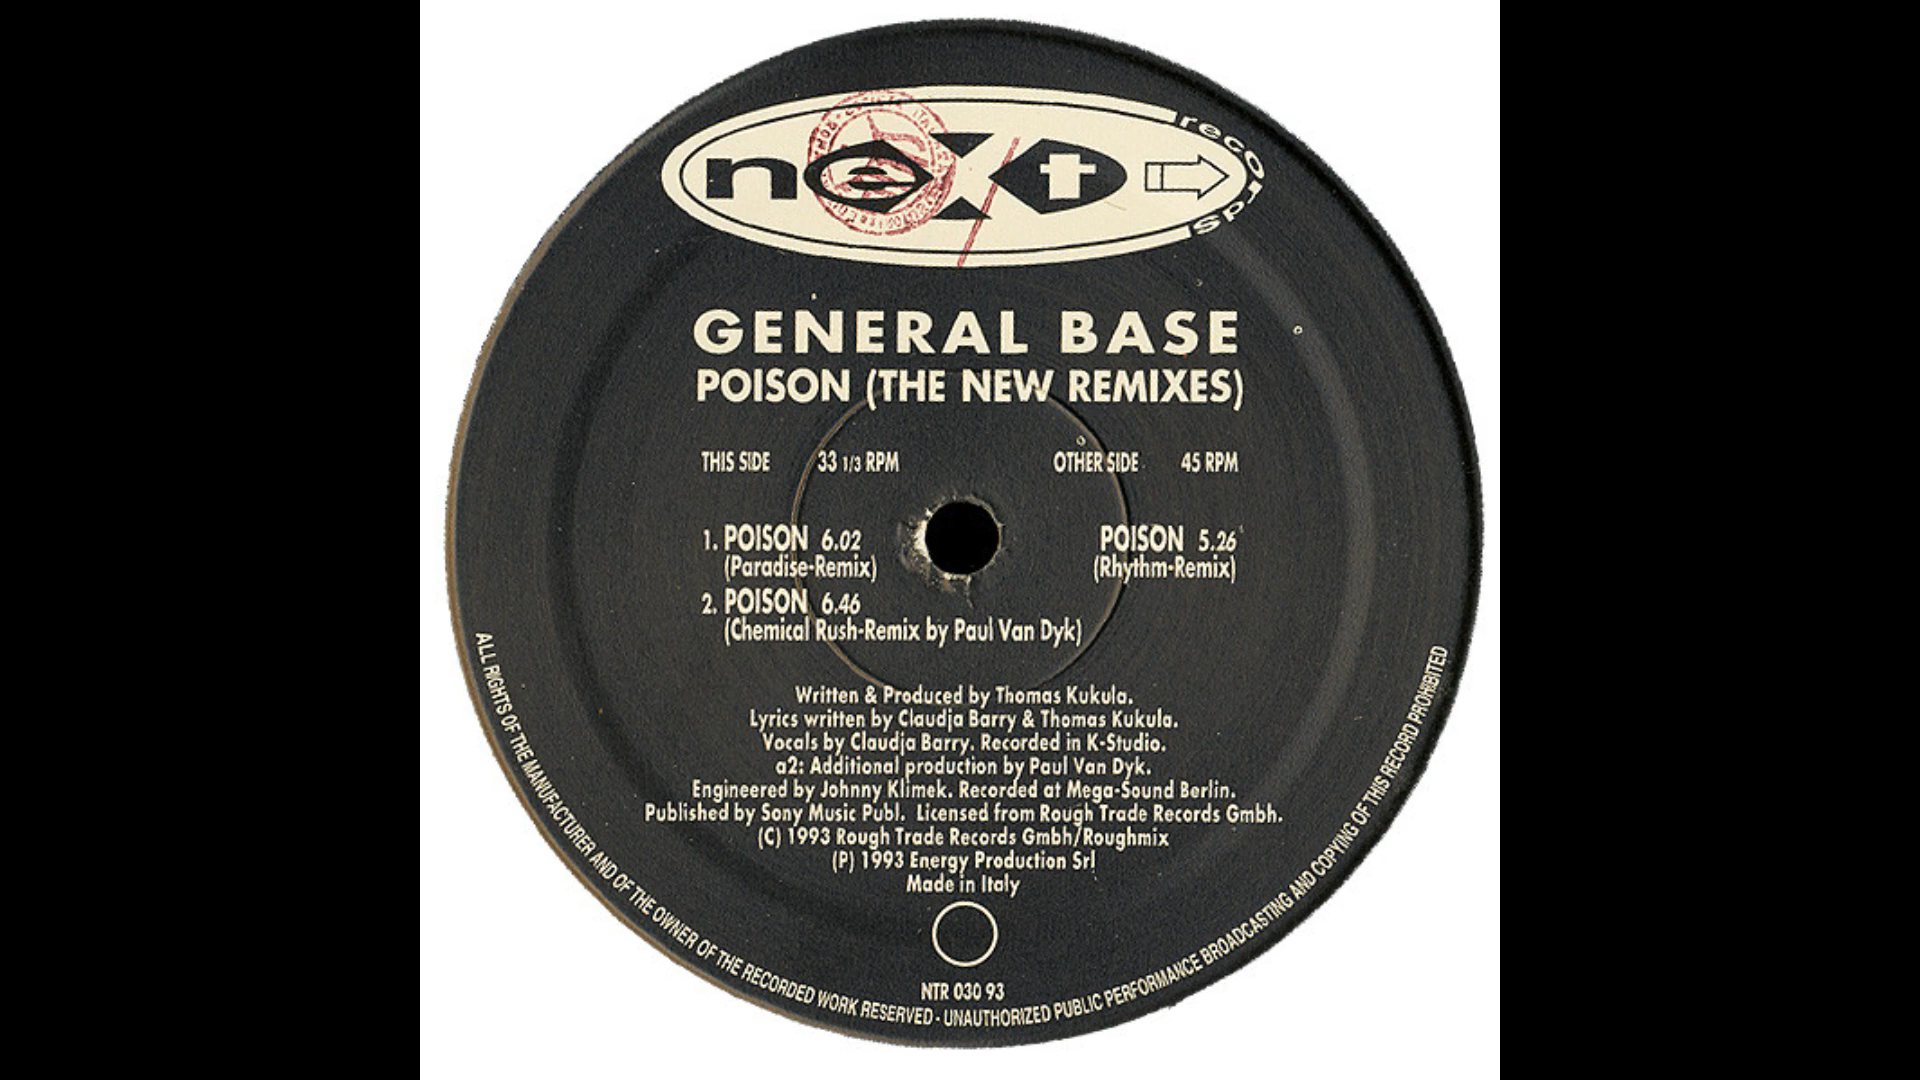 next
records
GENERAL BASE
POISON (THE NEW REMIXES)
THIS SIDE 33 1/3 RPM OTHER SIDE 45 RPM
1. POISON 6.02 POISON 5.26
(Paradise-Remix) (Rhythm-Remix)
2. POISON 6.46
(Chemical Rush-Remix by Paul Van Dyk)
Written & Produced by Thomas Kukula.
Lyrics written by Claudja Barry & Thomas Kukula.
Vocals by Claudja Barry. Recorded in K-Studio.
a2: Additional production by Paul Van Dyk.
Engineered by Johnny Klimek. Recorded at Mega-Sound Berlin.
Published by Sony Music Publ. Licensed from Rough Trade Records Gmbh.
(C) 1993 Rough Trade Records Gmbh/Roughmix
(P) 1993 Energy Production Srl
Made in Italy
NTR 030 93
ALL RIGHTS OF THE MANUFACTURER AND OF THE OWNER OF THE RECORDED WORK RESERVED - UNAUTHORIZED PUBLIC PERFORMANCE BROADCASTING AND COPYING OF THIS RECORD PROHIBITED